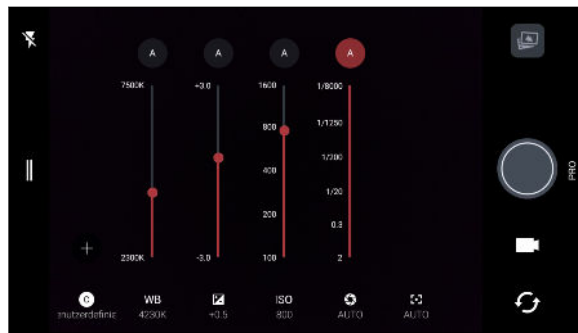 A A A A
7500K +3.0 1600 1/8000
800 1/1250
400 1/200
1/20
200
0.3
2300K -3.0 100 2
PRO
C WB ISO
enutzerdefinie 4230K +0.5 800 AUTO AUTO